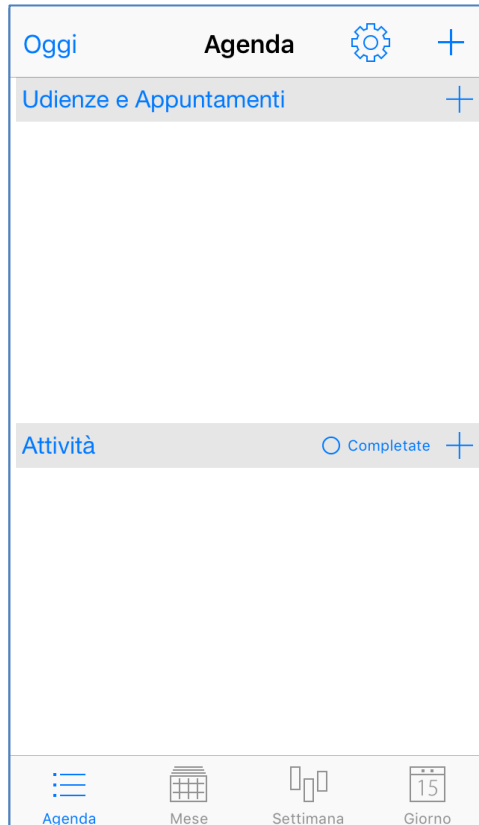 Oggi Agenda
Udienze e Appuntamenti
Attività Completate
15
Agenda Mese Settimana Giorno